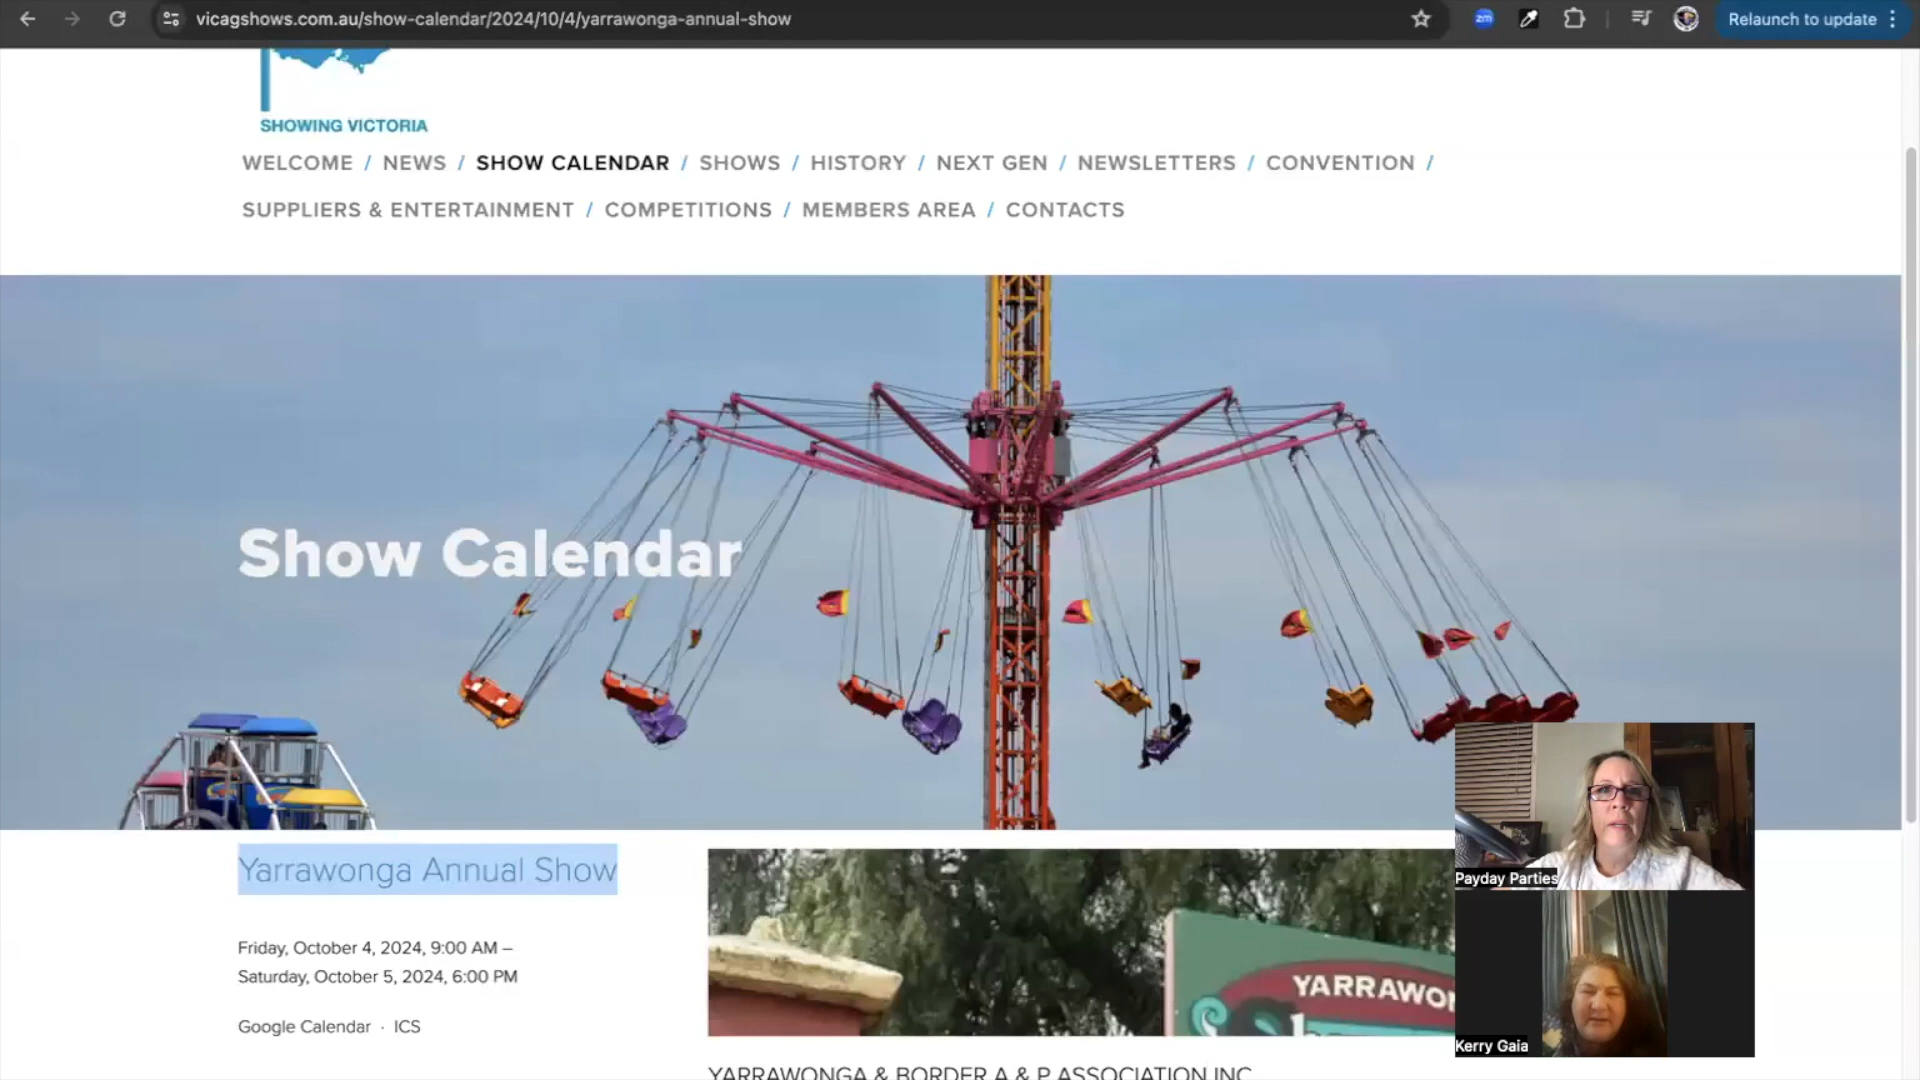 vicagshows.com.au/show-calendar/2024/10/4/yarrawonga-annual-show
zm
Relaunch to update
SHOWING VICTORIA
WELCOME / NEWS / SHOW CALENDAR / SHOWS / HISTORY / NEXT GEN / NEWSLETTERS / CONVENTION /
SUPPLIERS & ENTERTAINMENT / COMPETITIONS / MEMBERS AREA / CONTACTS
Show Calendar
Yarrawonga Annual Show
Friday, October 4, 2024, 9:00 AM –
Saturday, October 5, 2024, 6:00 PM
Google Calendar · ICS
YARRAWO
YARRAWONGA & BORDER A & P ASSOCIATION INC
Payday Parties
Kerry Gaia